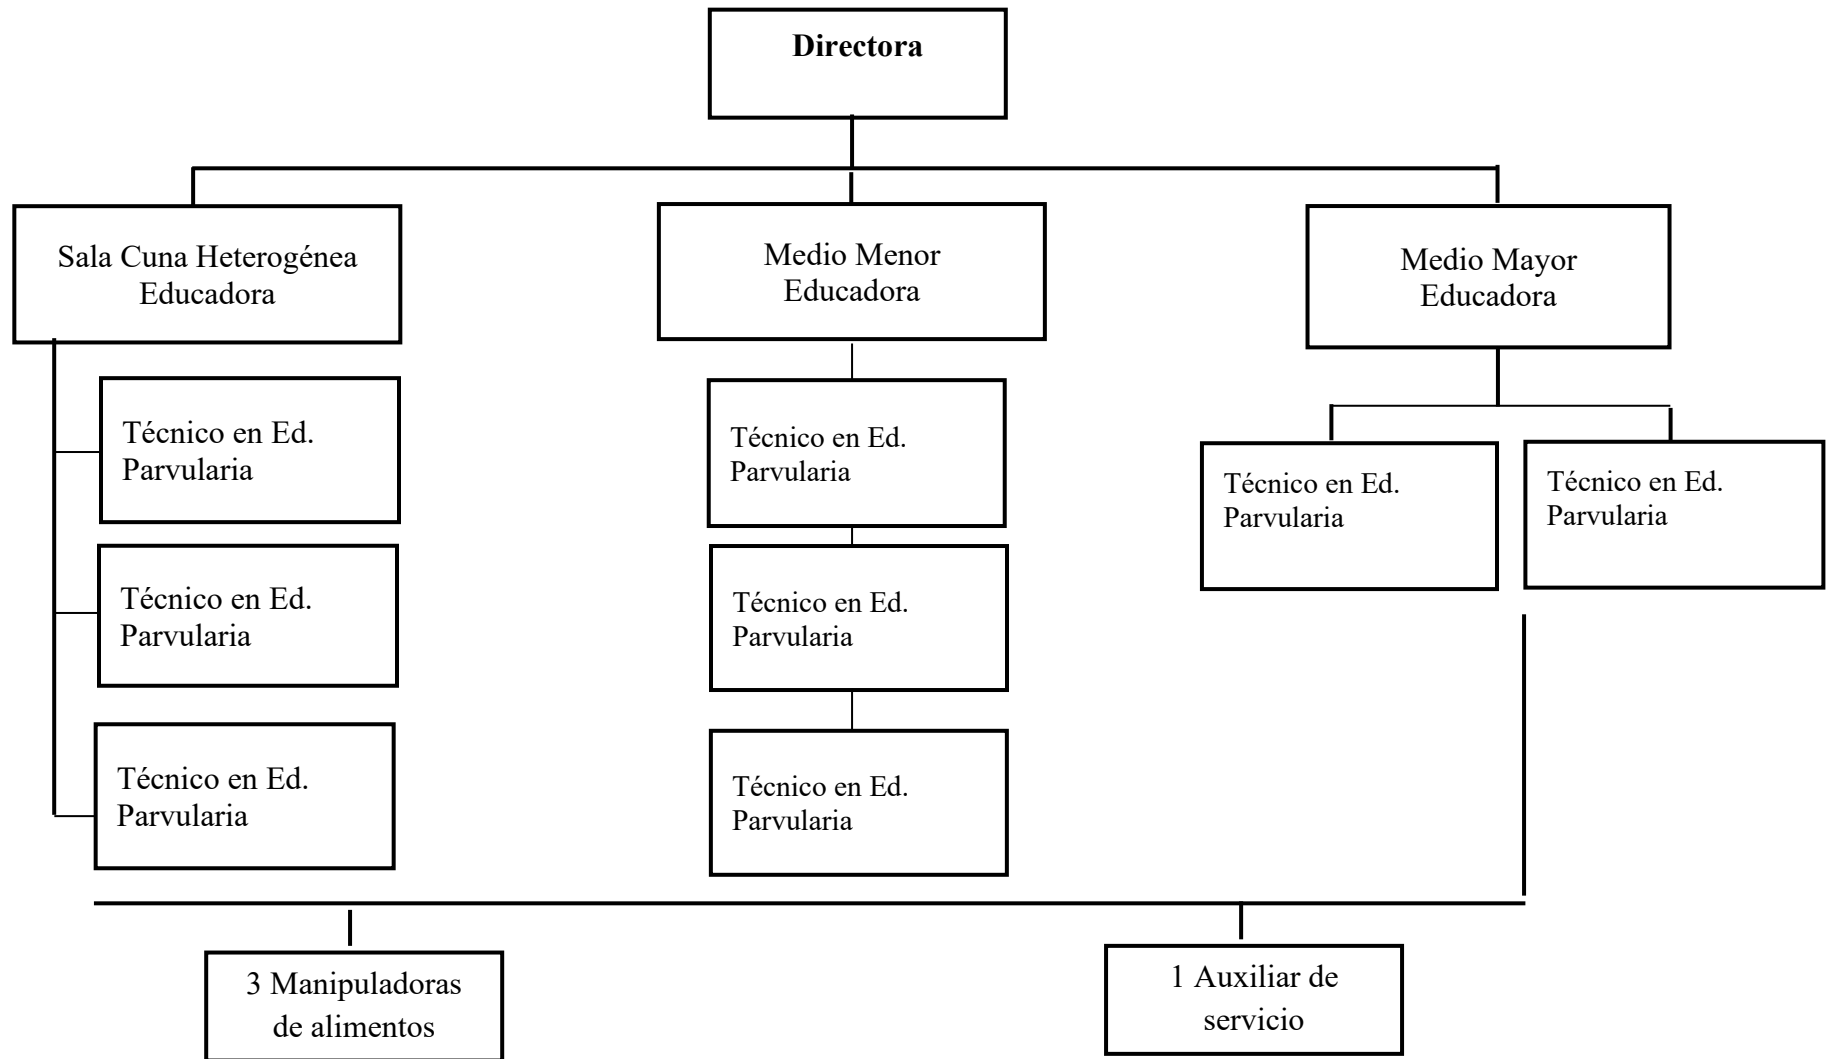 Directora
Sala Cuna Heterogénea
Educadora
Medio Menor
Educadora
Medio Mayor
Educadora
Técnico en Ed.
Parvularia
Técnico en Ed.
Parvularia
Técnico en Ed.
Parvularia
Técnico en Ed.
Parvularia
Técnico en Ed.
Parvularia
Técnico en Ed.
Parvularia
Técnico en Ed.
Parvularia
Técnico en Ed.
Parvularia
3 Manipuladoras
de alimentos
1 Auxiliar de
servicio